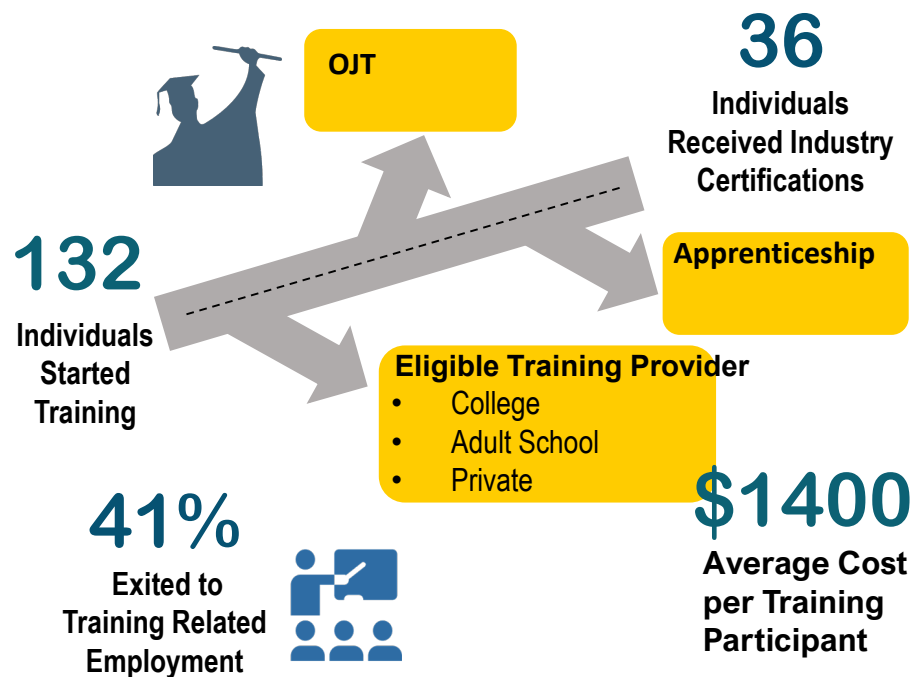 OJT
36
Individuals
Received Industry
Certifications
132
Individuals
Started
Training
Apprenticeship
Eligible Training Provider
• College
• Adult School
• Private
41%
Exited to
Training Related
Employment
$1400
Average Cost
per Training
Participant